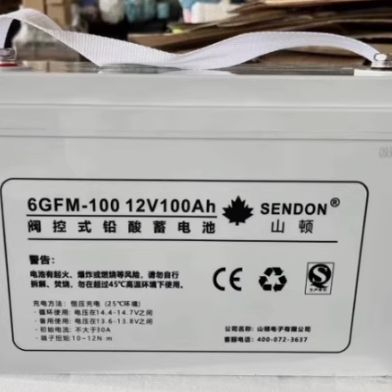 6GFM-100 12V100Ah
阀控式铅酸蓄电池
SENDON®
山顿
警告:
电池有起火、爆炸或燃烧等风险，请勿自行
拆解、焚烧、勿在超过45℃高温环境下使用。
充电方法：恒压充电 (25℃环境)
·循环使用：电压在14.4-14.7V之间
·备用使用：电压在13.6-13.8V之间
·初始电流：不大于30A
·端子扭矩：10~12N m
CE
公司名称：山顿电子有限公司
客服电话：400-072-3637